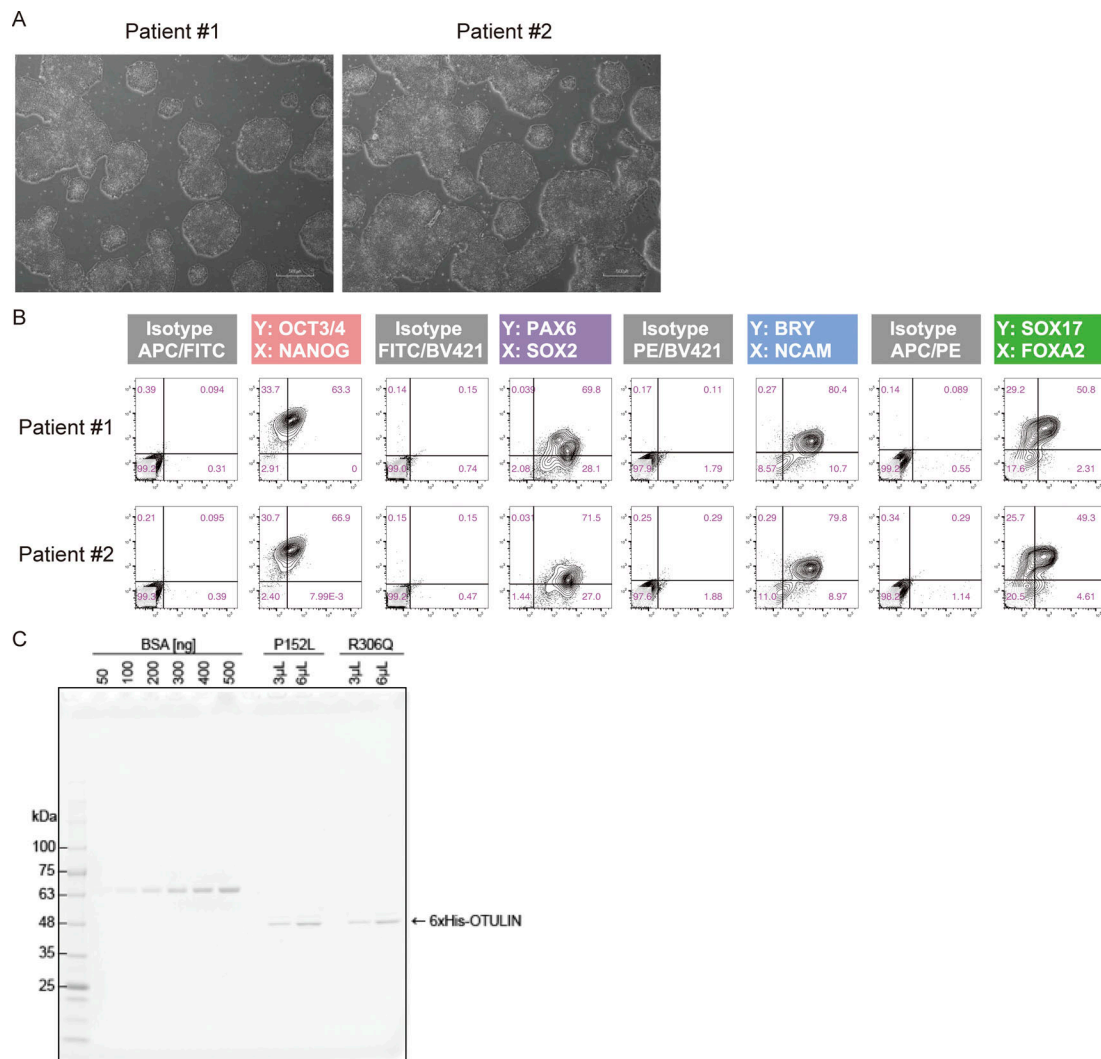 A
Patient #1
Patient #2
B
Isotype APC/FITC
Y: OCT3/4 X: NANOG
Isotype FITC/BV421
Y: PAX6 X: SOX2
Isotype PE/BV421
Y: BRY X: NCAM
Isotype APC/PE
Y: SOX17 X: FOXA2
Patient #1
0.39 0.094
99.2 0.31
33.7 63.3
2.91 0
0.14 0.15
99.0 0.74
0.039 69.8
2.08 28.1
0.17 0.11
97.9 1.79
0.27 80.4
8.57 10.7
0.14 0.089
99.2 0.55
29.2 50.8
17.6 2.31
Patient #2
0.21 0.095
99.3 0.39
30.7 66.9
2.40 7.99E-3
0.15 0.15
99.2 0.47
0.031 71.5
1.44 27.0
0.25 0.29
97.6 1.88
0.29 79.8
11.0 8.97
0.34 0.29
98.2 1.14
25.7 49.3
20.5 4.61
C
BSA [ng] P152L R306Q
50 100 200 300 400 500 3μL 6μL 3μL 6μL
kDa
100
75
63
48 ← 6xHis-OTULIN
35
25